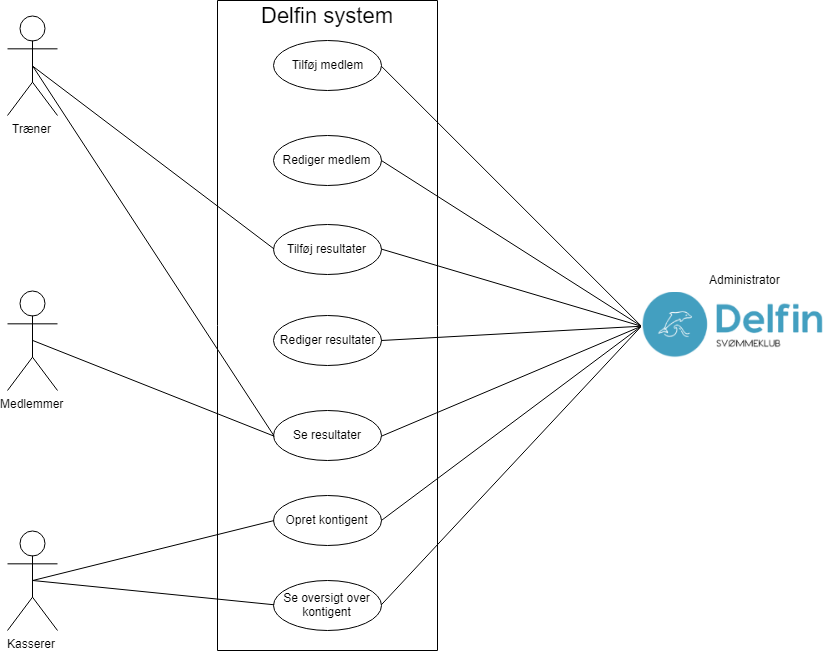 Delfin system
Tilføj medlem
Træner
Rediger medlem
Tilføj resultater
Administrator
Delfin
SVØMMEKLUB
Rediger resultater
Medlemmer
Se resultater
Opret kontigent
Se oversigt over
kontigent
Kasserer